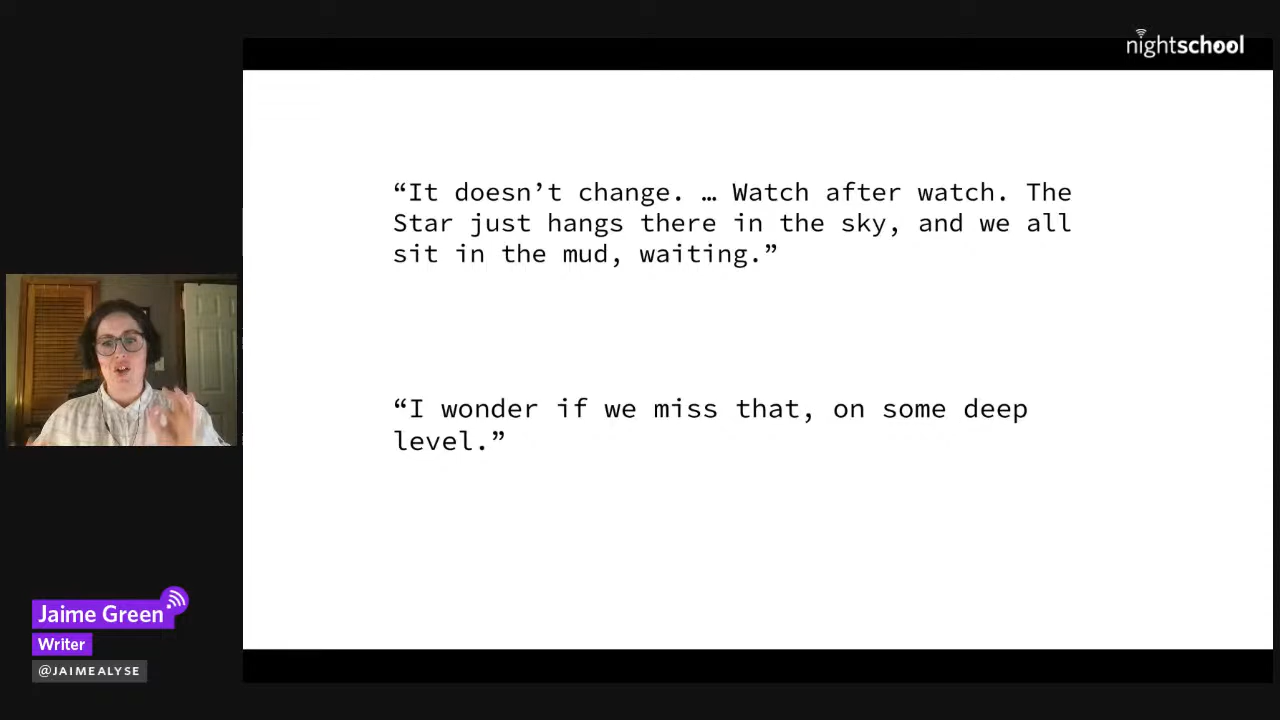 nightschool
“It doesn’t change. … Watch after watch. The
Star just hangs there in the sky, and we all
sit in the mud, waiting.”
“I wonder if we miss that, on some deep
level.”
Jaime Green
Writer
@JAIMEALYSE